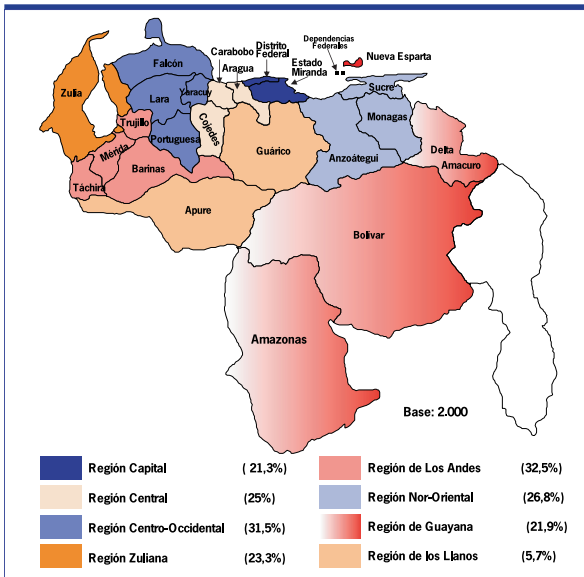 Dependencias
Federales
Nueva Esparta
Distrito
Federal
Carabobo
Estado
Miranda
Aragua
Falcón
Zulia
Lara
Yaracuy
Sucre
Trujillo
Cojedes
Monagas
Portuguesa
Guárico
Mérida
Delta
Amacuro
Anzoátegui
Barinas
Táchira
Apure
Bolívar
Amazonas
Base: 2.000
Región Capital ( 21,3%)
Región Central (25%)
Región Centro-Occidental (31,5%)
Región Zuliana (23,3%)
Región de Los Andes (32,5%)
Región Nor-Oriental (26,8%)
Región de Guayana (21,9%)
Región de los Llanos (5,7%)